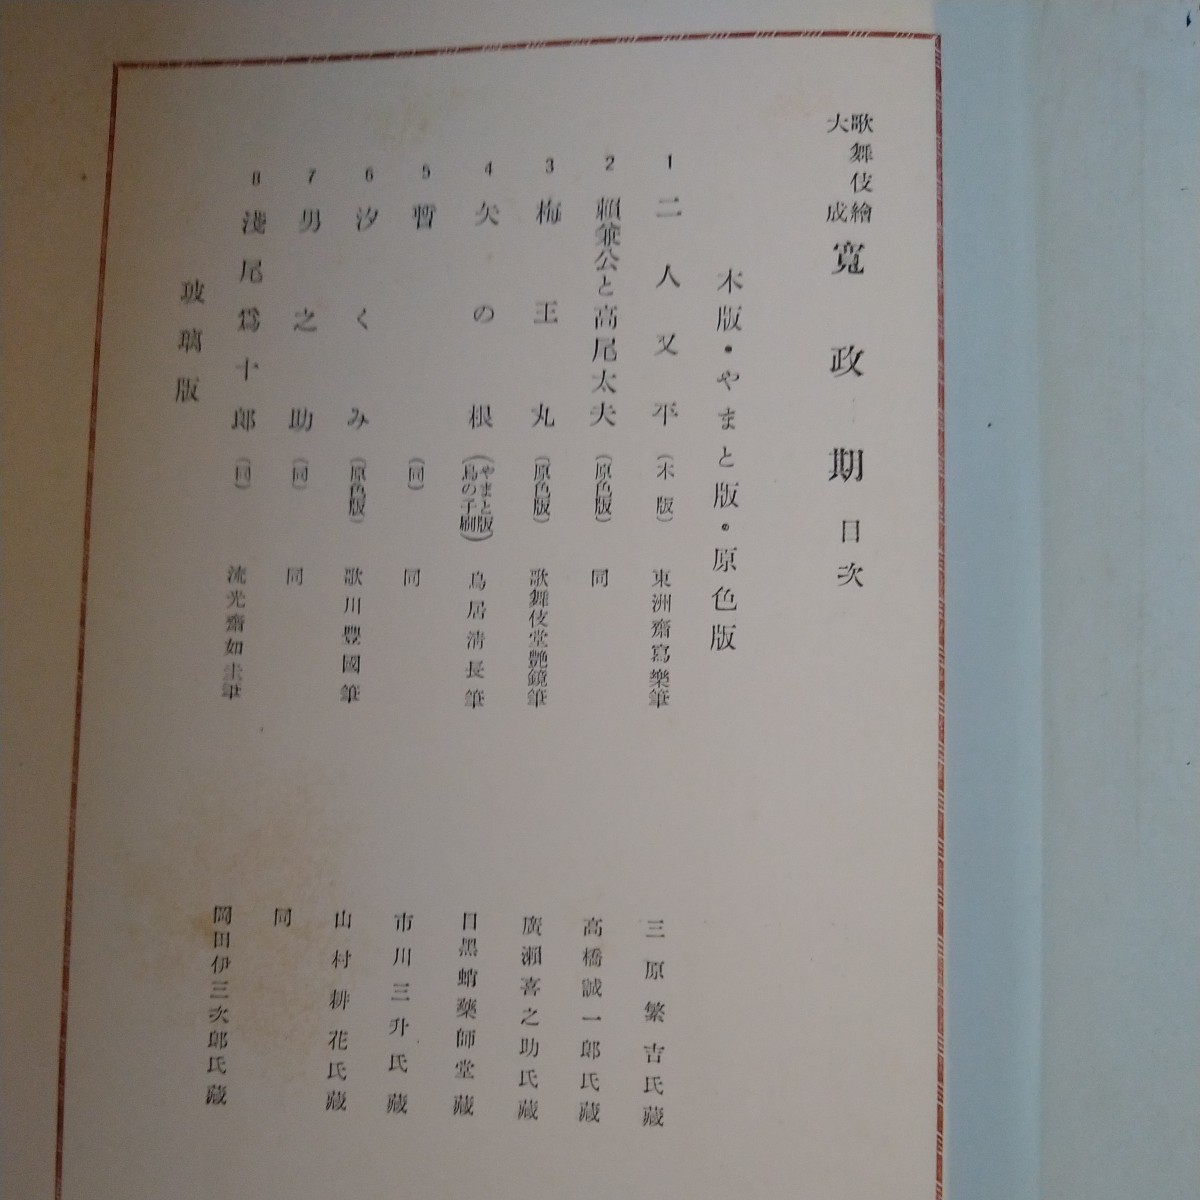 歌舞伎繪大成 寬政期 目次
木版・やまと版・原色版
1 二人又平 (木版) 東洲齋寫樂筆 三原繁吉氏藏
2 賴兼公と高尾太夫 (原色版) 同 高橋誠一郎氏藏
3 梅王丸 (原色版) 歌舞伎堂艷鏡筆 廣瀨喜之助氏藏
4 矢の根 (やまと版鳥の子刷) 鳥居淸長筆 目黑蛸藥師堂藏
5 暫 (同) 同 市川三升氏藏
6 汐くみ (原色版) 歌川豐國筆 山村耕花氏藏
7 男之助 (同) 同 同
8 淺尾爲十郎 (同) 流光齋如圭筆 岡田伊三次郎氏藏
玻璃版